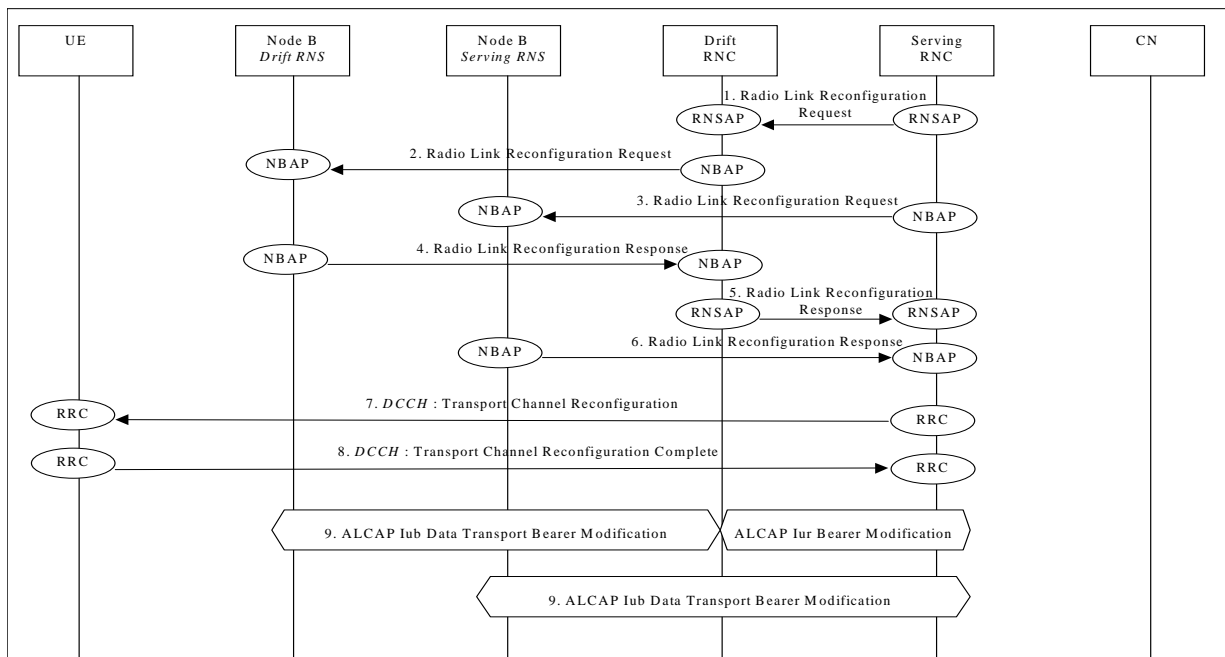 UE
Node B
Drift RNS
Node B
Serving RNS
Drift
RNC
Serving
RNC
CN
1. Radio Link Reconfiguration
Request
RNSAP
RNSAP
2. Radio Link Reconfiguration Request
NBAP
NBAP
3. Radio Link Reconfiguration Request
NBAP
NBAP
4. Radio Link Reconfiguration Response
NBAP
NBAP
5. Radio Link Reconfiguration
Response
RNSAP
RNSAP
6. Radio Link Reconfiguration Response
NBAP
NBAP
7. DCCH : Transport Channel Reconfiguration
RRC
RRC
8. DCCH : Transport Channel Reconfiguration Complete
RRC
RRC
9. ALCAP Iub Data Transport Bearer Modification
ALCAP Iur Bearer Modification
9. ALCAP Iub Data Transport Bearer Modification